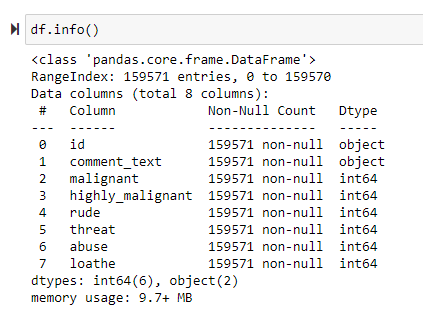 df.info()
<class 'pandas.core.frame.DataFrame'>
RangeIndex: 159571 entries, 0 to 159570
Data columns (total 8 columns):
 #   Column            Non-Null Count   Dtype
---  ------            --------------   -----
 0   id                159571 non-null  object
 1   comment_text      159571 non-null  object
 2   malignant         159571 non-null  int64
 3   highly_malignant  159571 non-null  int64
 4   rude              159571 non-null  int64
 5   threat            159571 non-null  int64
 6   abuse             159571 non-null  int64
 7   loathe            159571 non-null  int64
dtypes: int64(6), object(2)
memory usage: 9.7+ MB